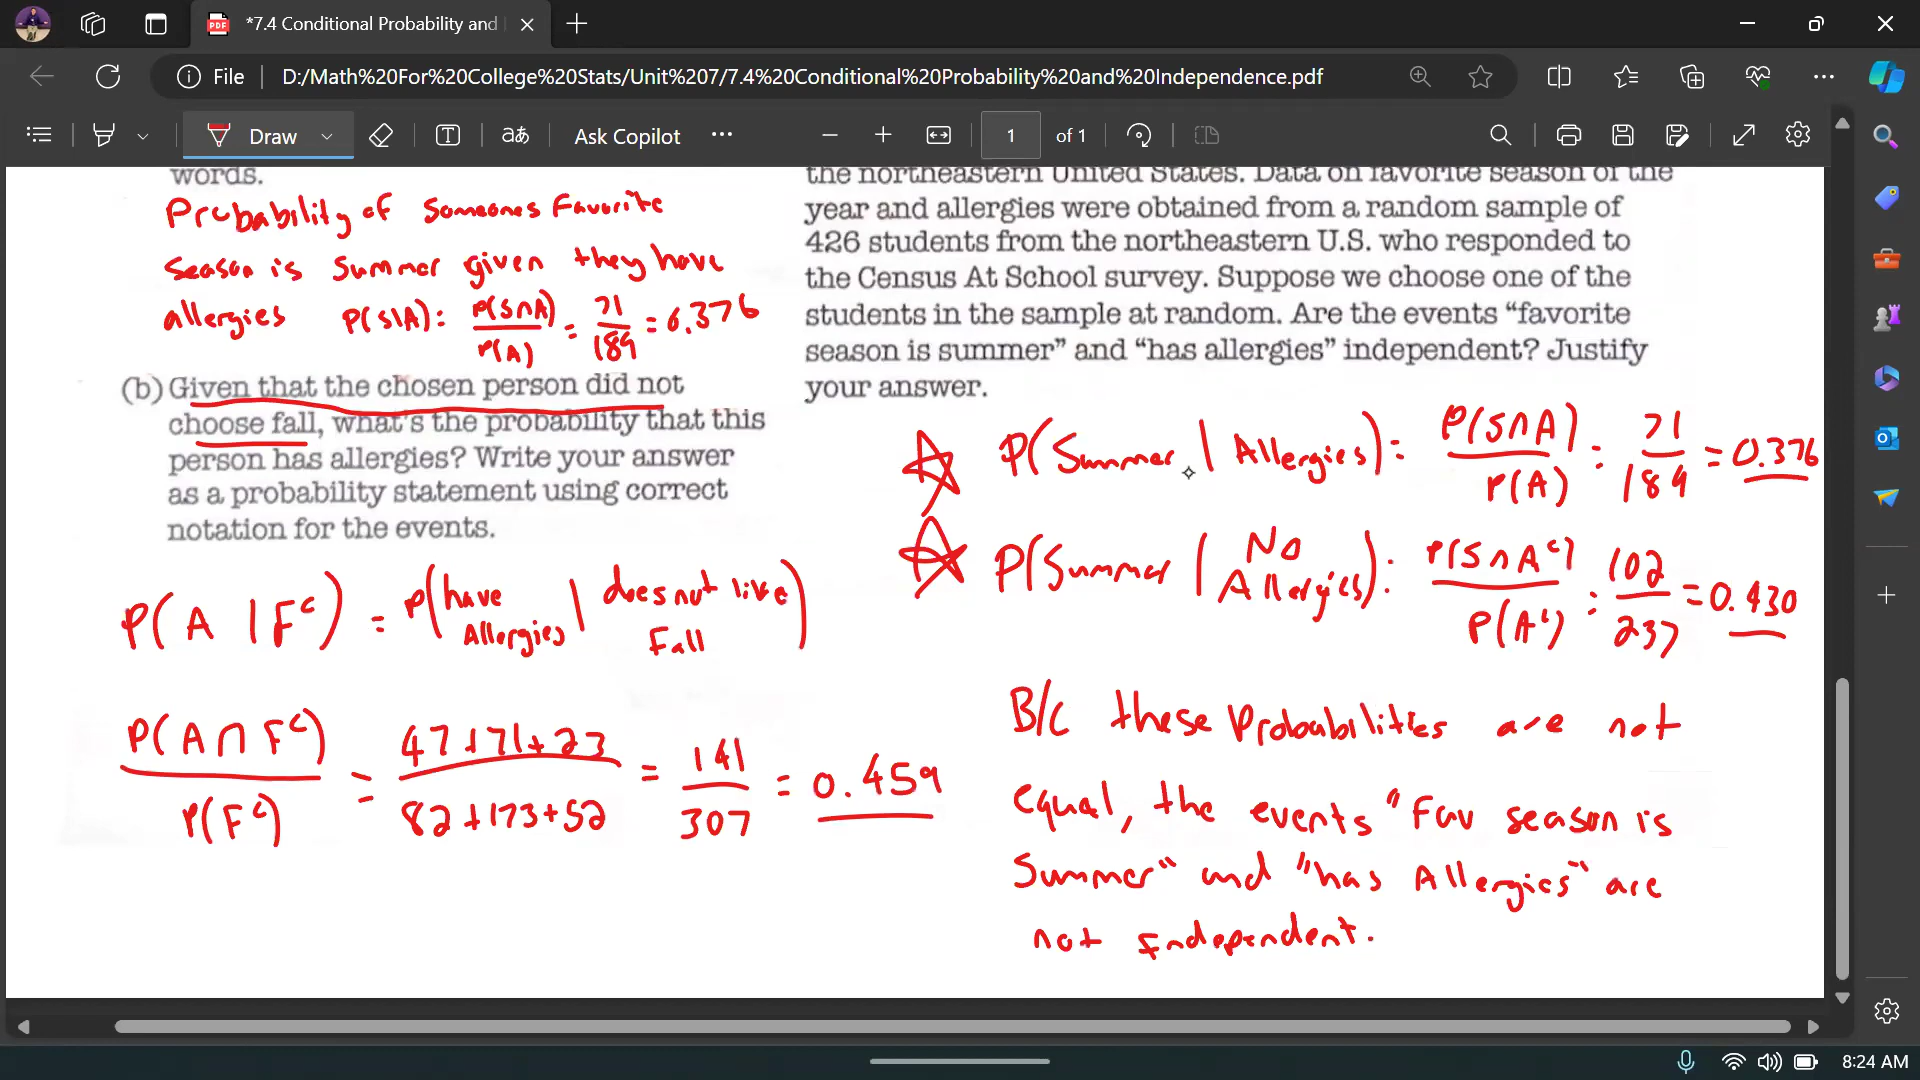 *7.4 Conditional Probability and
File
D:/Math%20For%20College%20Stats/Unit%207/7.4%20Conditional%20Probability%20and%20Independence.pdf
Draw
aあ
Ask Copilot
1 of 1
words.
Probability of Someones Favorite
Season is Summer given they have
allergies P(S|A): P(S∩A)/P(A) = 71/189 = 0.376
(b) Given that the chosen person did not
choose fall, what's the probability that this
person has allergies? Write your answer
as a probability statement using correct
notation for the events.
P(A | Fᶜ) = P(have Allergies | does not like Fall)
P(A ∩ Fᶜ)/P(Fᶜ) = 47+71+23/82+173+52 = 141/307 = 0.459
the northeastern United States. Data on favorite season of the
year and allergies were obtained from a random sample of
426 students from the northeastern U.S. who responded to
the Census At School survey. Suppose we choose one of the
students in the sample at random. Are the events “favorite
season is summer” and “has allergies” independent? Justify
your answer.
P(Summer | Allergies) = P(S∩A)/P(A) = 71/189 = 0.376
P(Summer | No Allergies) = P(S∩Aᶜ)/P(Aᶜ) = 102/237 = 0.430
B/C these Probabilities are not
equal, the events "Fav season is
Summer" and "has Allergies" are
not Independent.
8:24 AM